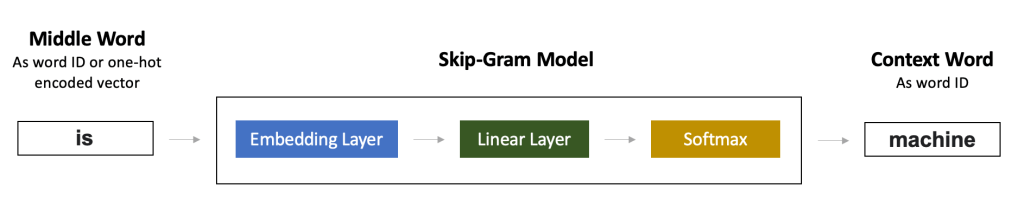 Middle Word
As word ID or one-hot
encoded vector
is
Skip-Gram Model
Embedding Layer
Linear Layer
Softmax
Context Word
As word ID
machine